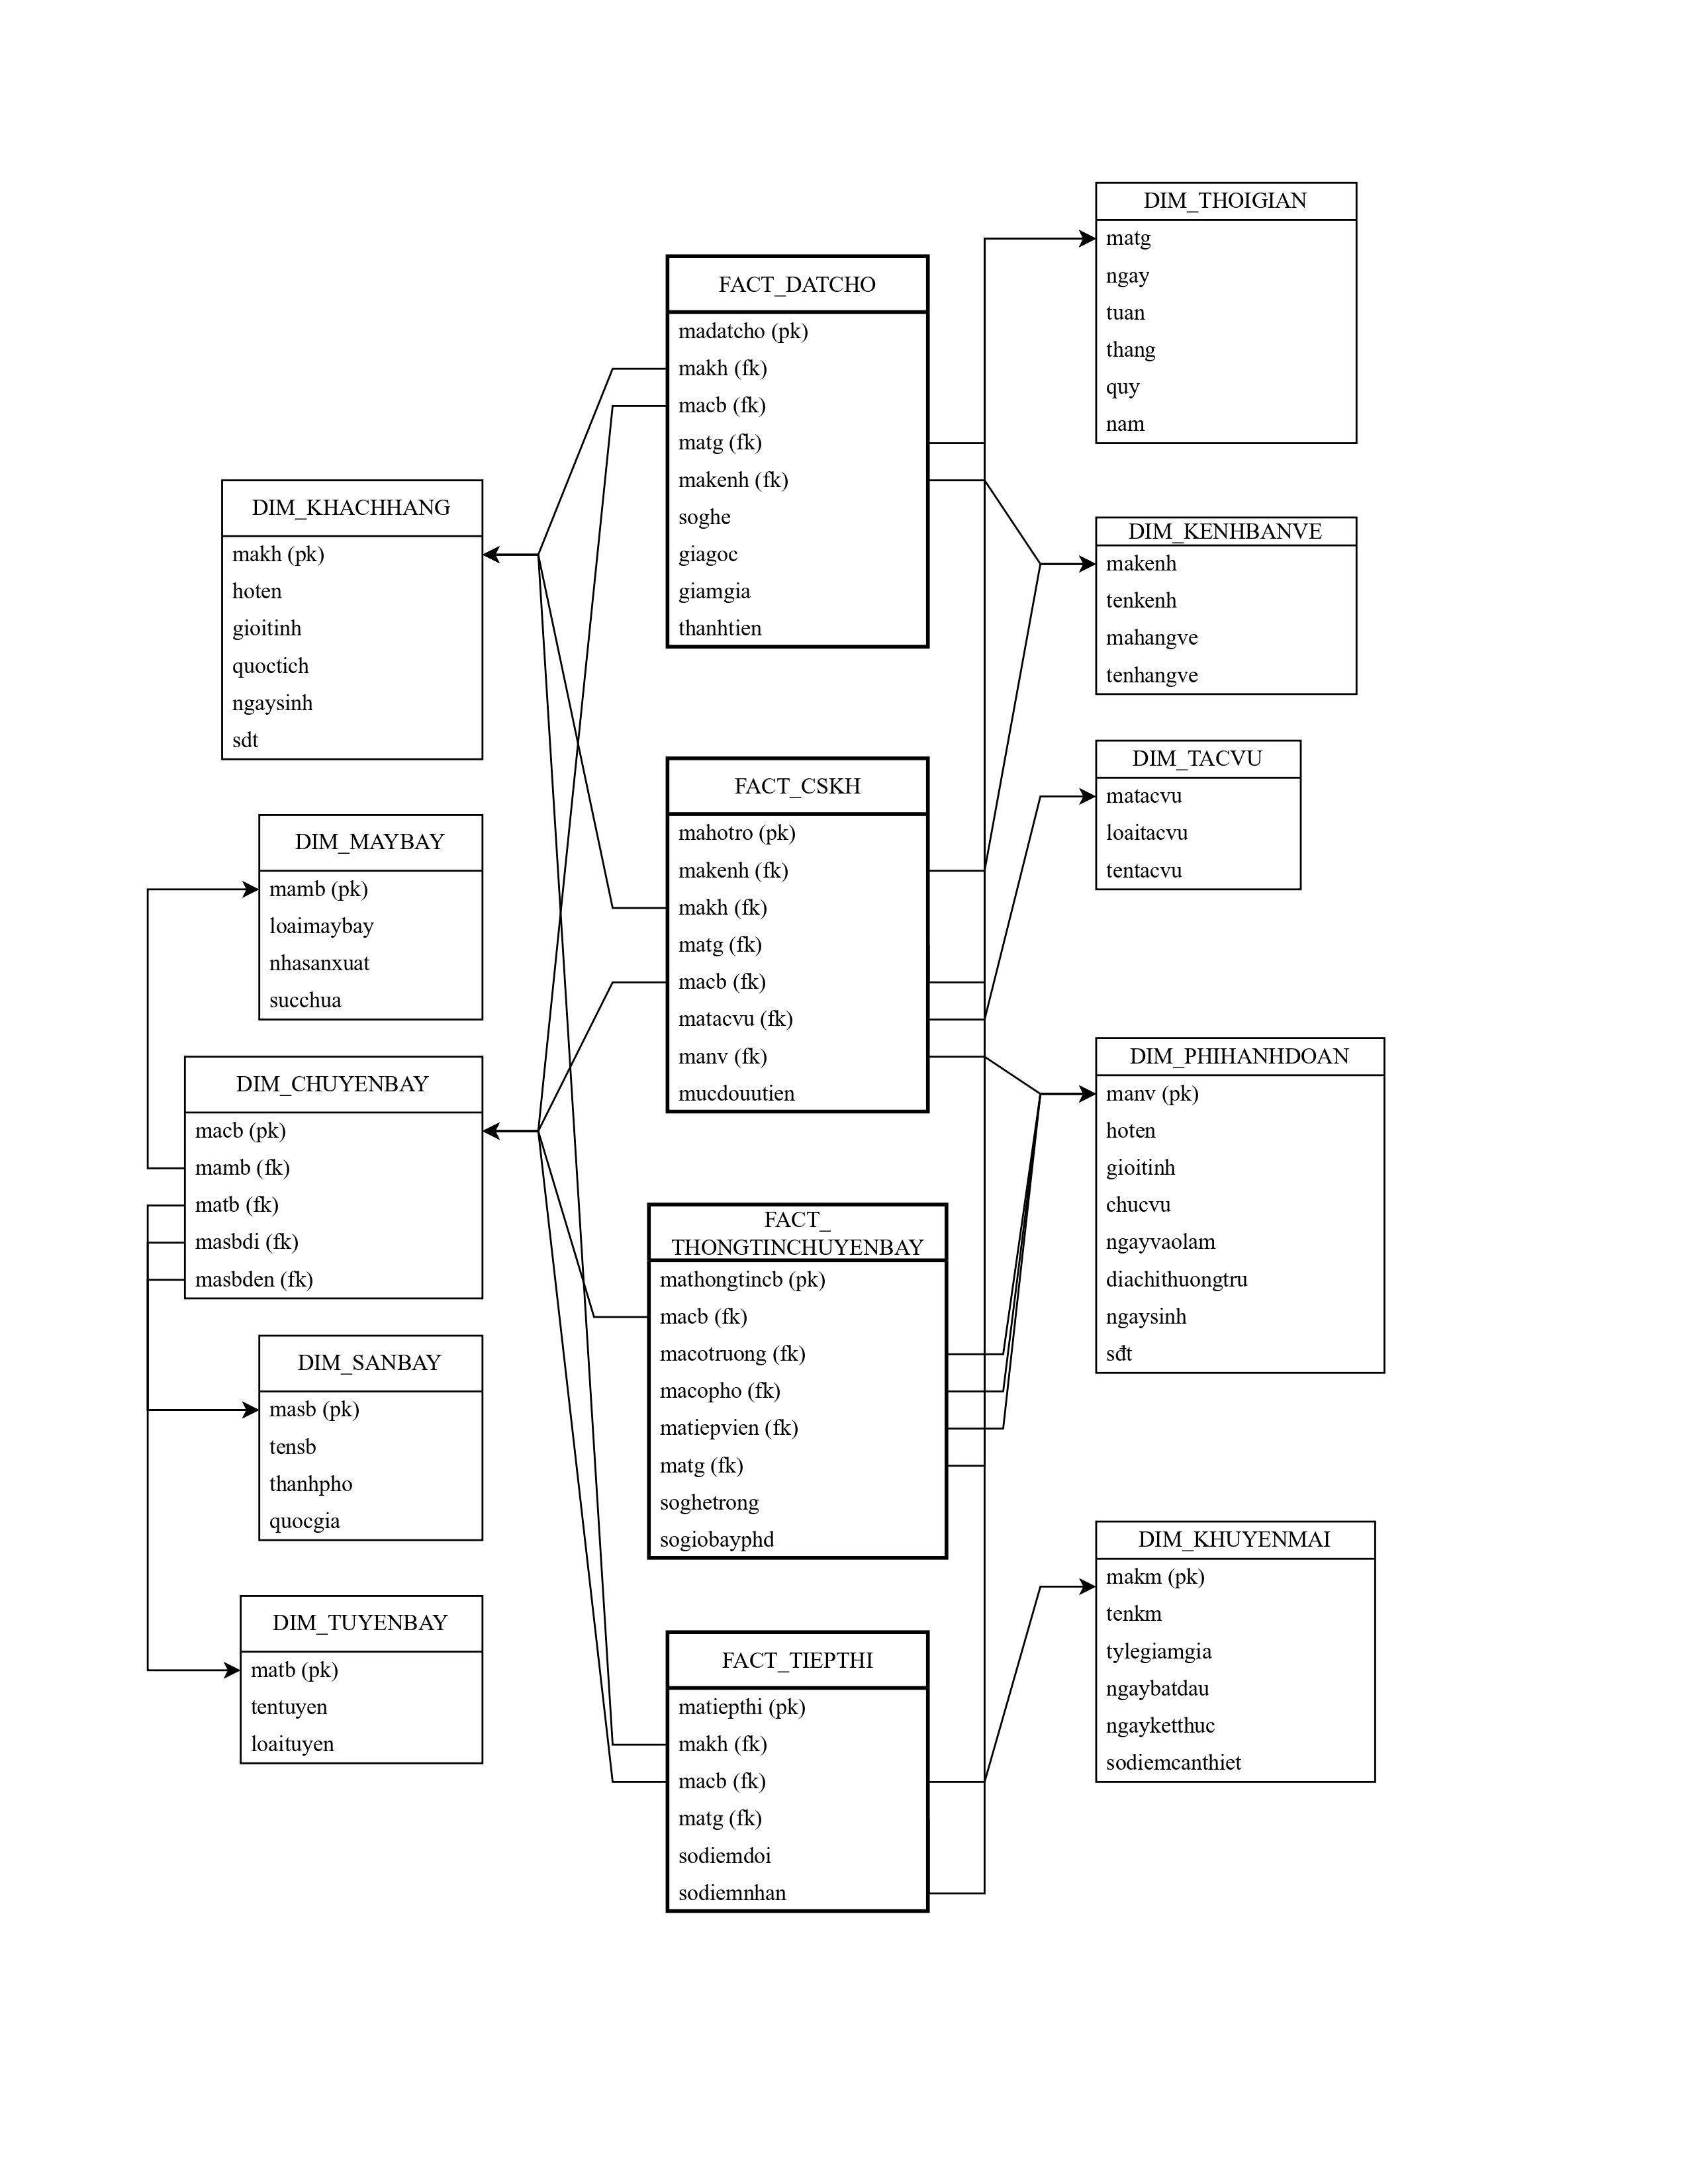 DIM_THOIGIAN
matg
ngay
tuan
thang
quy
nam
FACT_DATCHO
madatcho (pk)
makh (fk)
macb (fk)
matg (fk)
makenh (fk)
soghe
giagoc
giamgia
thanhtien
DIM_KHACHHANG
makh (pk)
hoten
gioitinh
quoctich
ngaysinh
sdt
DIM_KENHBANVE
makenh
tenkenh
mahangve
tenhangve
DIM_TACVU
matacvu
loaitacvu
tentacvu
FACT_CSKH
mahotro (pk)
makenh (fk)
makh (fk)
matg (fk)
macb (fk)
matacvu (fk)
manv (fk)
mucdouutien
DIM_MAYBAY
mamb (pk)
loaimaybay
nhasanxuat
succhua
DIM_CHUYENBAY
macb (pk)
mamb (fk)
matb (fk)
masbdi (fk)
masbden (fk)
DIM_PHIHANHDOAN
manv (pk)
hoten
gioitinh
chucvu
ngayvaolam
diachithuongtru
ngaysinh
sđt
FACT_
THONGTINCHUYENBAY
mathongtincb (pk)
macb (fk)
macotruong (fk)
macopho (fk)
matiepvien (fk)
matg (fk)
soghetrong
sogiobayphd
DIM_SANBAY
masb (pk)
tensb
thanhpho
quocgia
DIM_TUYENBAY
matb (pk)
tentuyen
loaituyen
DIM_KHUYENMAI
makm (pk)
tenkm
tylegiamgia
ngaybatdau
ngayketthuc
sodiemcanthiet
FACT_TIEPTHI
matiepthi (pk)
makh (fk)
macb (fk)
matg (fk)
sodiemdoi
sodiemnhan